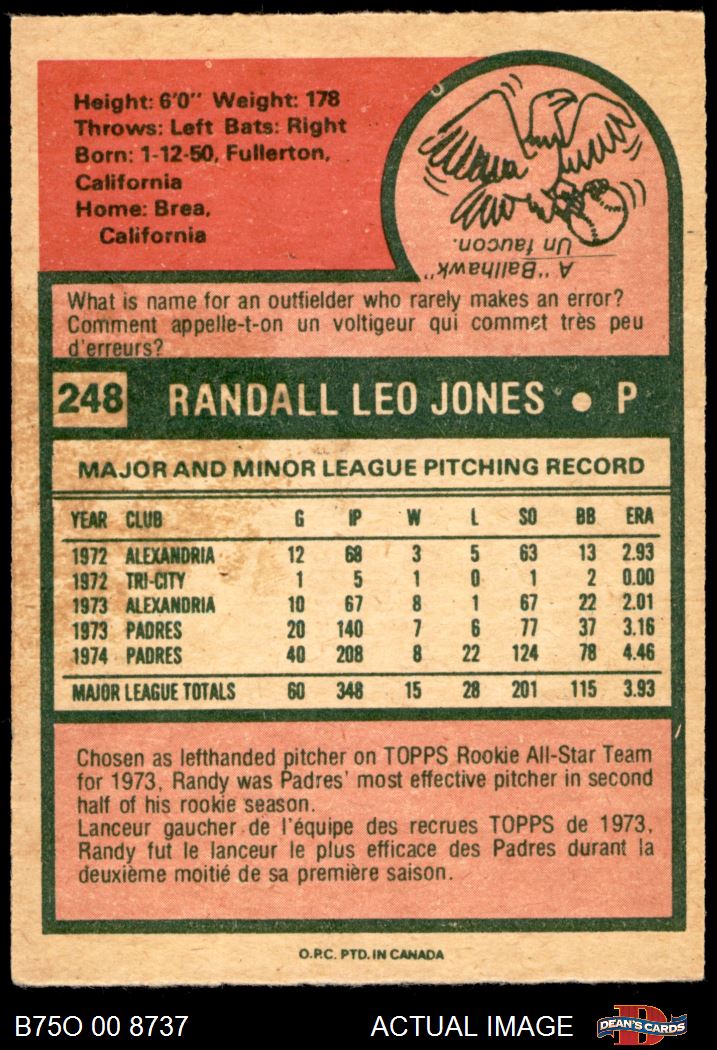 Height: 6'0" Weight: 178
Throws: Left Bats: Right
Born: 1-12-50, Fullerton,
California
Home: Brea,
California
A "Ballhawk"
Un faucon.
What is name for an outfielder who rarely makes an error?
Comment appelle-t-on un voltigeur qui commet très peu
d'erreurs?
248 RANDALL LEO JONES • P
MAJOR AND MINOR LEAGUE PITCHING RECORD
YEAR CLUB G IP W L SO BB ERA
1972 ALEXANDRIA 12 68 3 5 63 13 2.93
1972 TRI-CITY 1 5 1 0 1 2 0.00
1973 ALEXANDRIA 10 67 8 1 67 22 2.01
1973 PADRES 20 140 7 6 77 37 3.16
1974 PADRES 40 208 8 22 124 78 4.46
MAJOR LEAGUE TOTALS 60 348 15 28 201 115 3.93
Chosen as lefthanded pitcher on TOPPS Rookie All-Star Team
for 1973, Randy was Padres' most effective pitcher in second
half of his rookie season.
Lanceur gaucher de l'équipe des recrues TOPPS de 1973,
Randy fut le lanceur le plus efficace des Padres durant la
deuxième moitié de sa première saison.
O.P.C. PTD. IN CANADA
B75O 00 8737 ACTUAL IMAGE DEAN'S CARDS